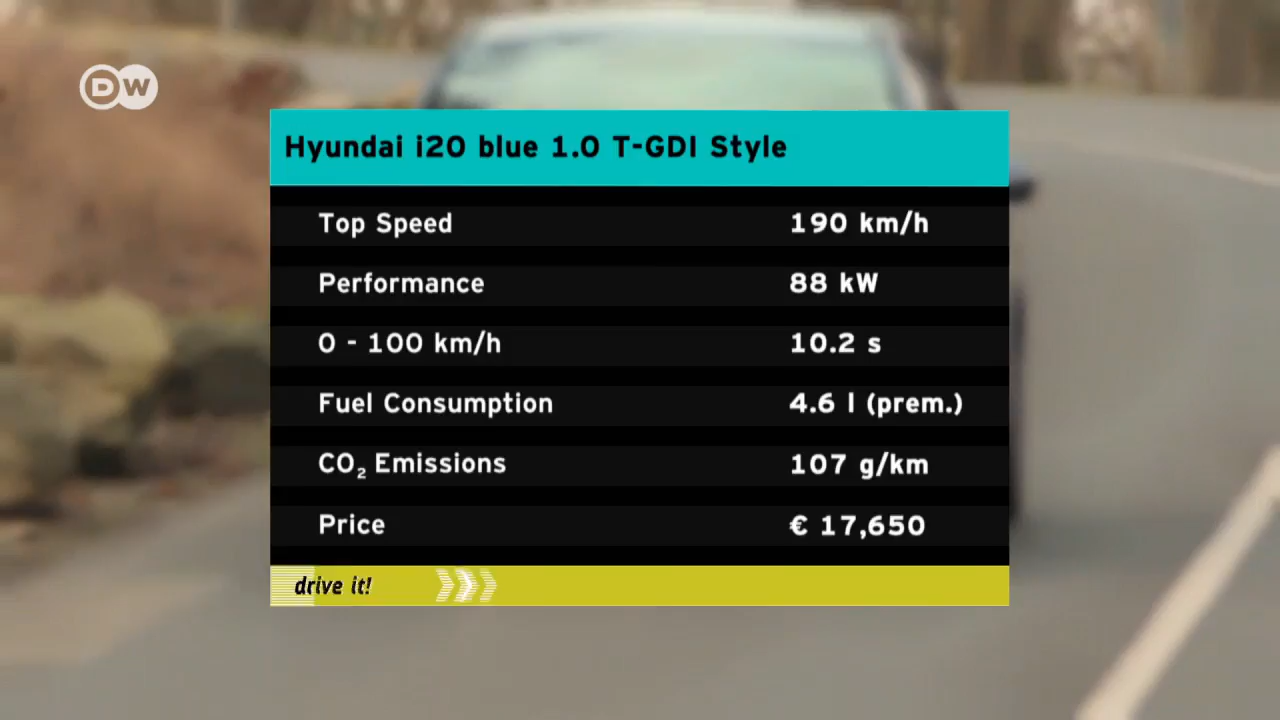 DW
Hyundai i20 blue 1.0 T-GDI Style
Top Speed 190 km/h
Performance 88 kW
0 - 100 km/h 10.2 s
Fuel Consumption 4.6 l (prem.)
CO₂ Emissions 107 g/km
Price € 17,650
drive it!